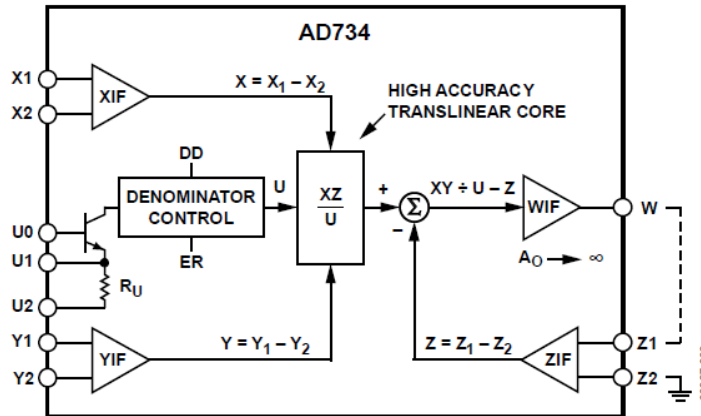 AD734
X1
X2
XIF
X = X1 – X2
HIGH ACCURACY
TRANSLINEAR CORE
DD
DENOMINATOR
CONTROL
ER
U
XZ
U
+
Σ
–
XY ÷ U – Z
WIF
W
AO → ∞
U0
U1
RU
U2
Y1
Y2
YIF
Y = Y1 – Y2
Z = Z1 – Z2
ZIF
Z1
Z2